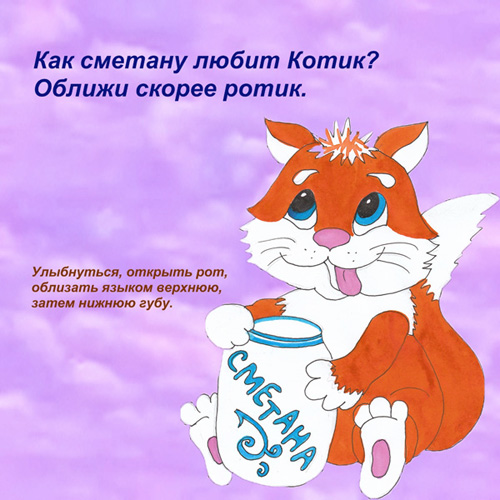 Как сметану любит Котик?
Оближи скорее ротик.
Улыбнуться, открыть рот,
облизать языком верхнюю,
затем нижнюю губу.
СМЕТАНА